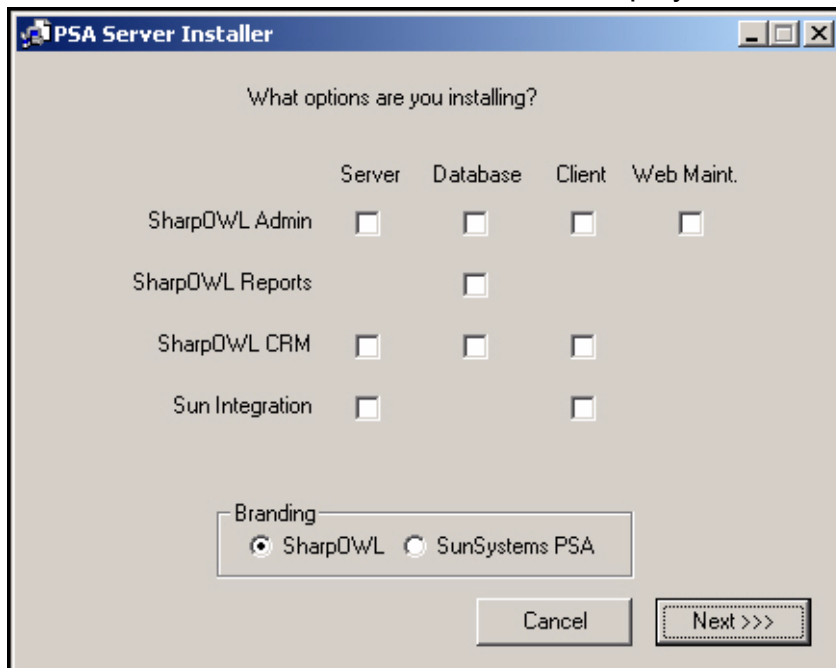 PSA Server Installer
What options are you installing?
Server Database Client Web Maint.
SharpOWL Admin
SharpOWL Reports
SharpOWL CRM
Sun Integration
Branding
SharpOWL SunSystems PSA
Cancel Next >>>